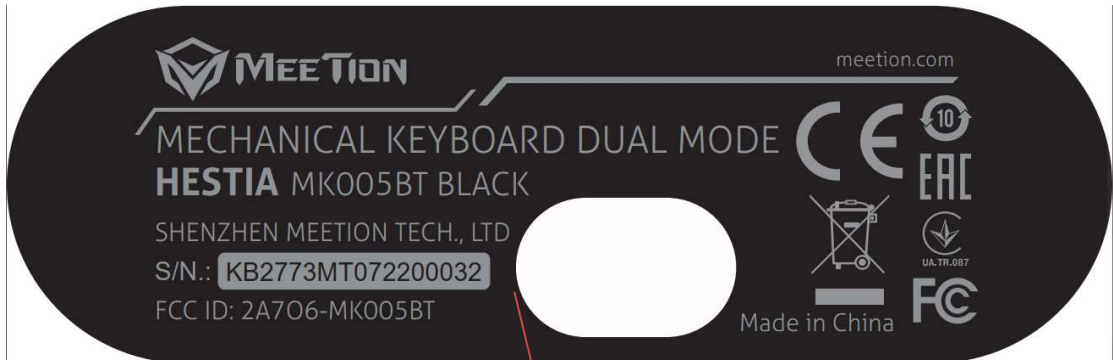 MEETION
meetion.com
MECHANICAL KEYBOARD DUAL MODE
HESTIA MK005BT BLACK
SHENZHEN MEETION TECH., LTD
S/N.: KB2773MT072200032
FCC ID: 2A7O6-MK005BT
CE
10
EAC
UA.TR.087
FC
Made in China